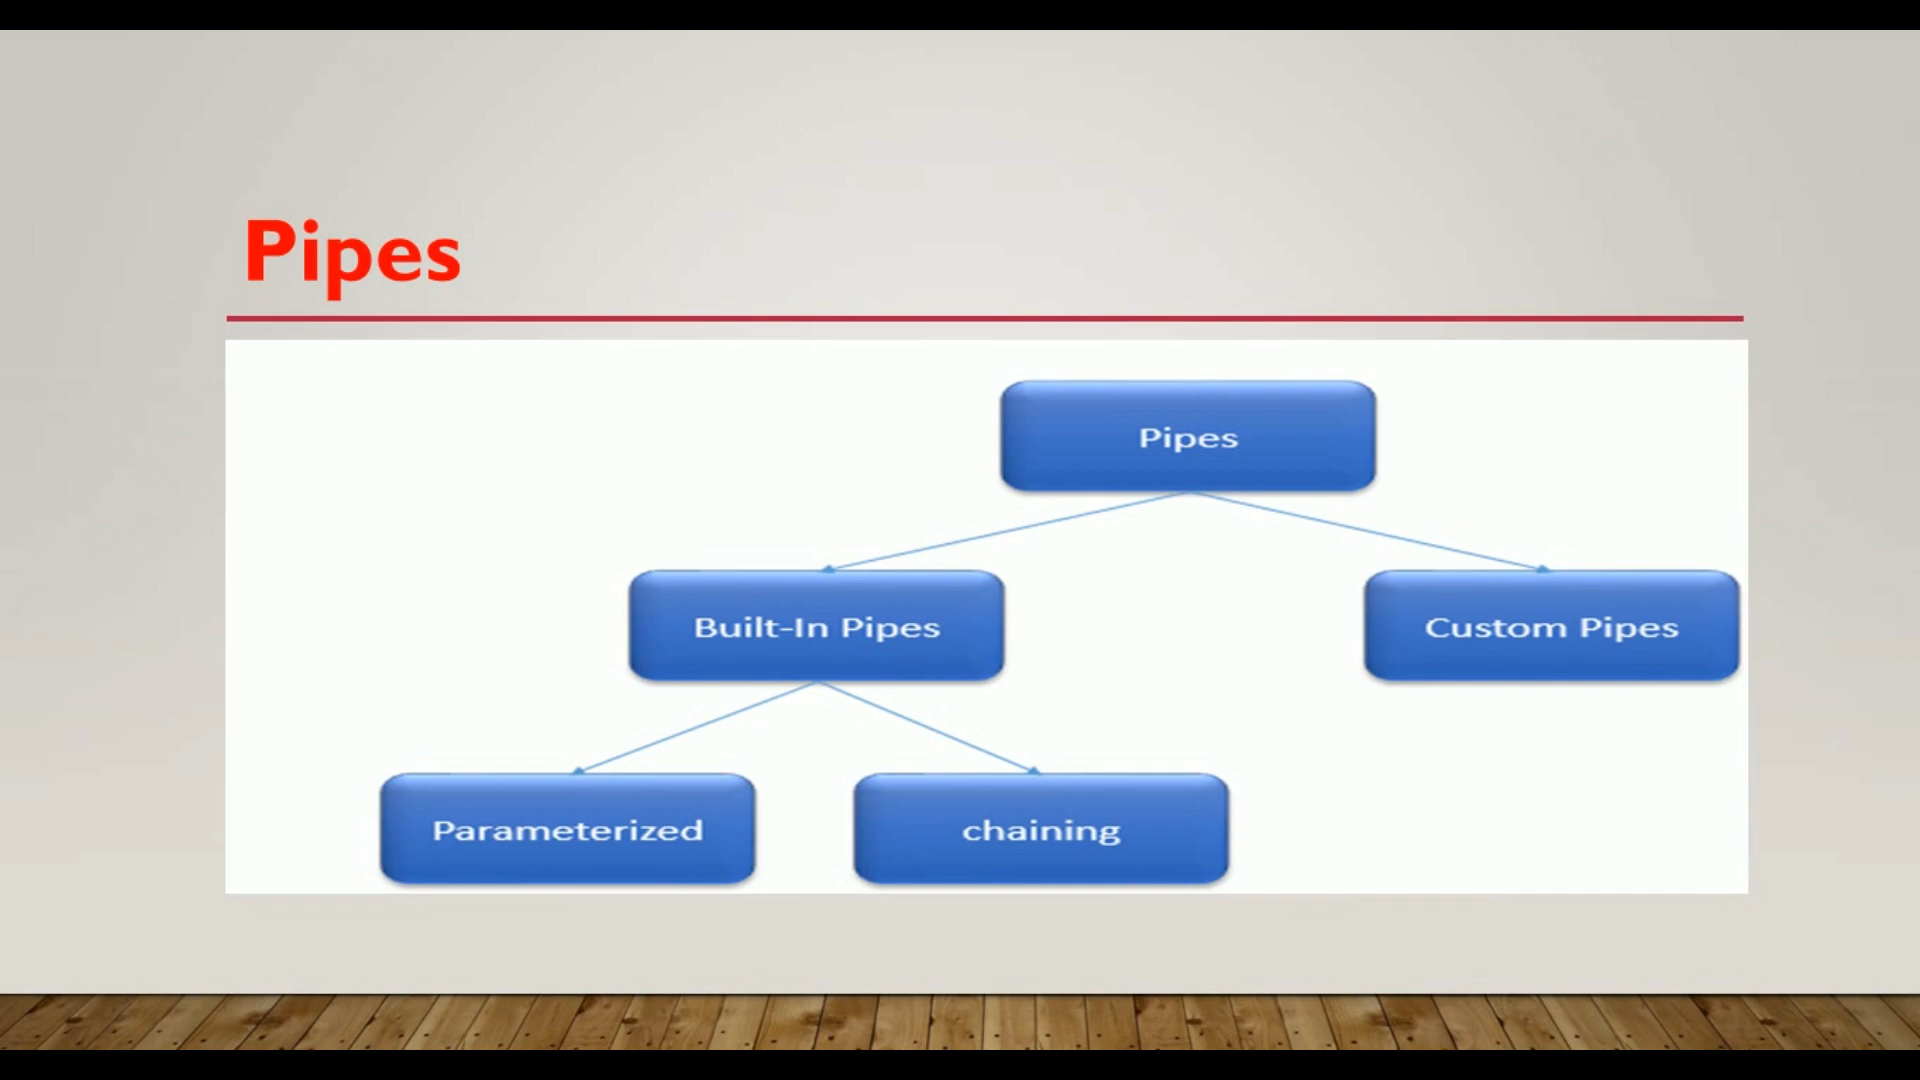 Pipes
Pipes
Built-In Pipes
Custom Pipes
Parameterized
chaining